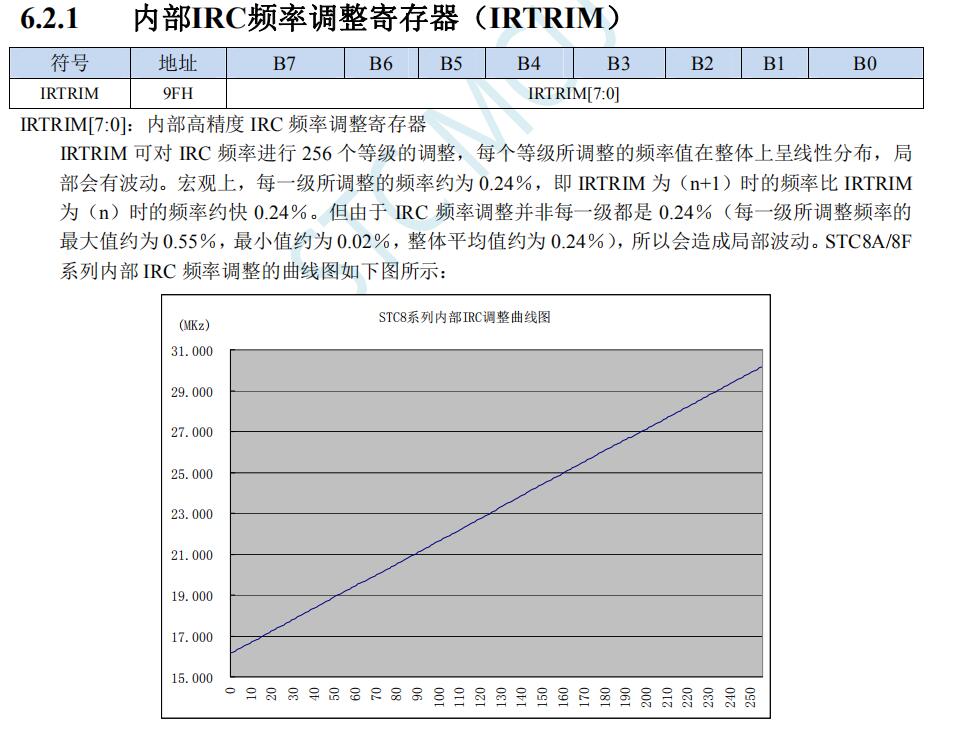 6.2.1 内部IRC频率调整寄存器（IRTRIM）
符号 地址 B7 B6 B5 B4 B3 B2 B1 B0
IRTRIM 9FH IRTRIM[7:0]
IRTRIM[7:0]：内部高精度 IRC 频率调整寄存器
IRTRIM 可对 IRC 频率进行 256 个等级的调整，每个等级所调整的频率值在整体上呈线性分布，局
部会有波动。宏观上，每一级所调整的频率约为 0.24%，即 IRTRIM 为（n+1）时的频率比 IRTRIM
为（n）时的频率约快 0.24%。但由于 IRC 频率调整并非每一级都是 0.24%（每一级所调整频率的
最大值约为 0.55%，最小值约为 0.02%，整体平均值约为 0.24%），所以会造成局部波动。STC8A/8F
系列内部 IRC 频率调整的曲线图如下图所示：
STC8系列内部IRC调整曲线图
(MKz)
31.000
29.000
27.000
25.000
23.000
21.000
19.000
17.000
15.000
0 10 20 30 40 50 60 70 80 90 100 110 120 130 140 150 160 170 180 190 200 210 220 230 240 250
STC MCU